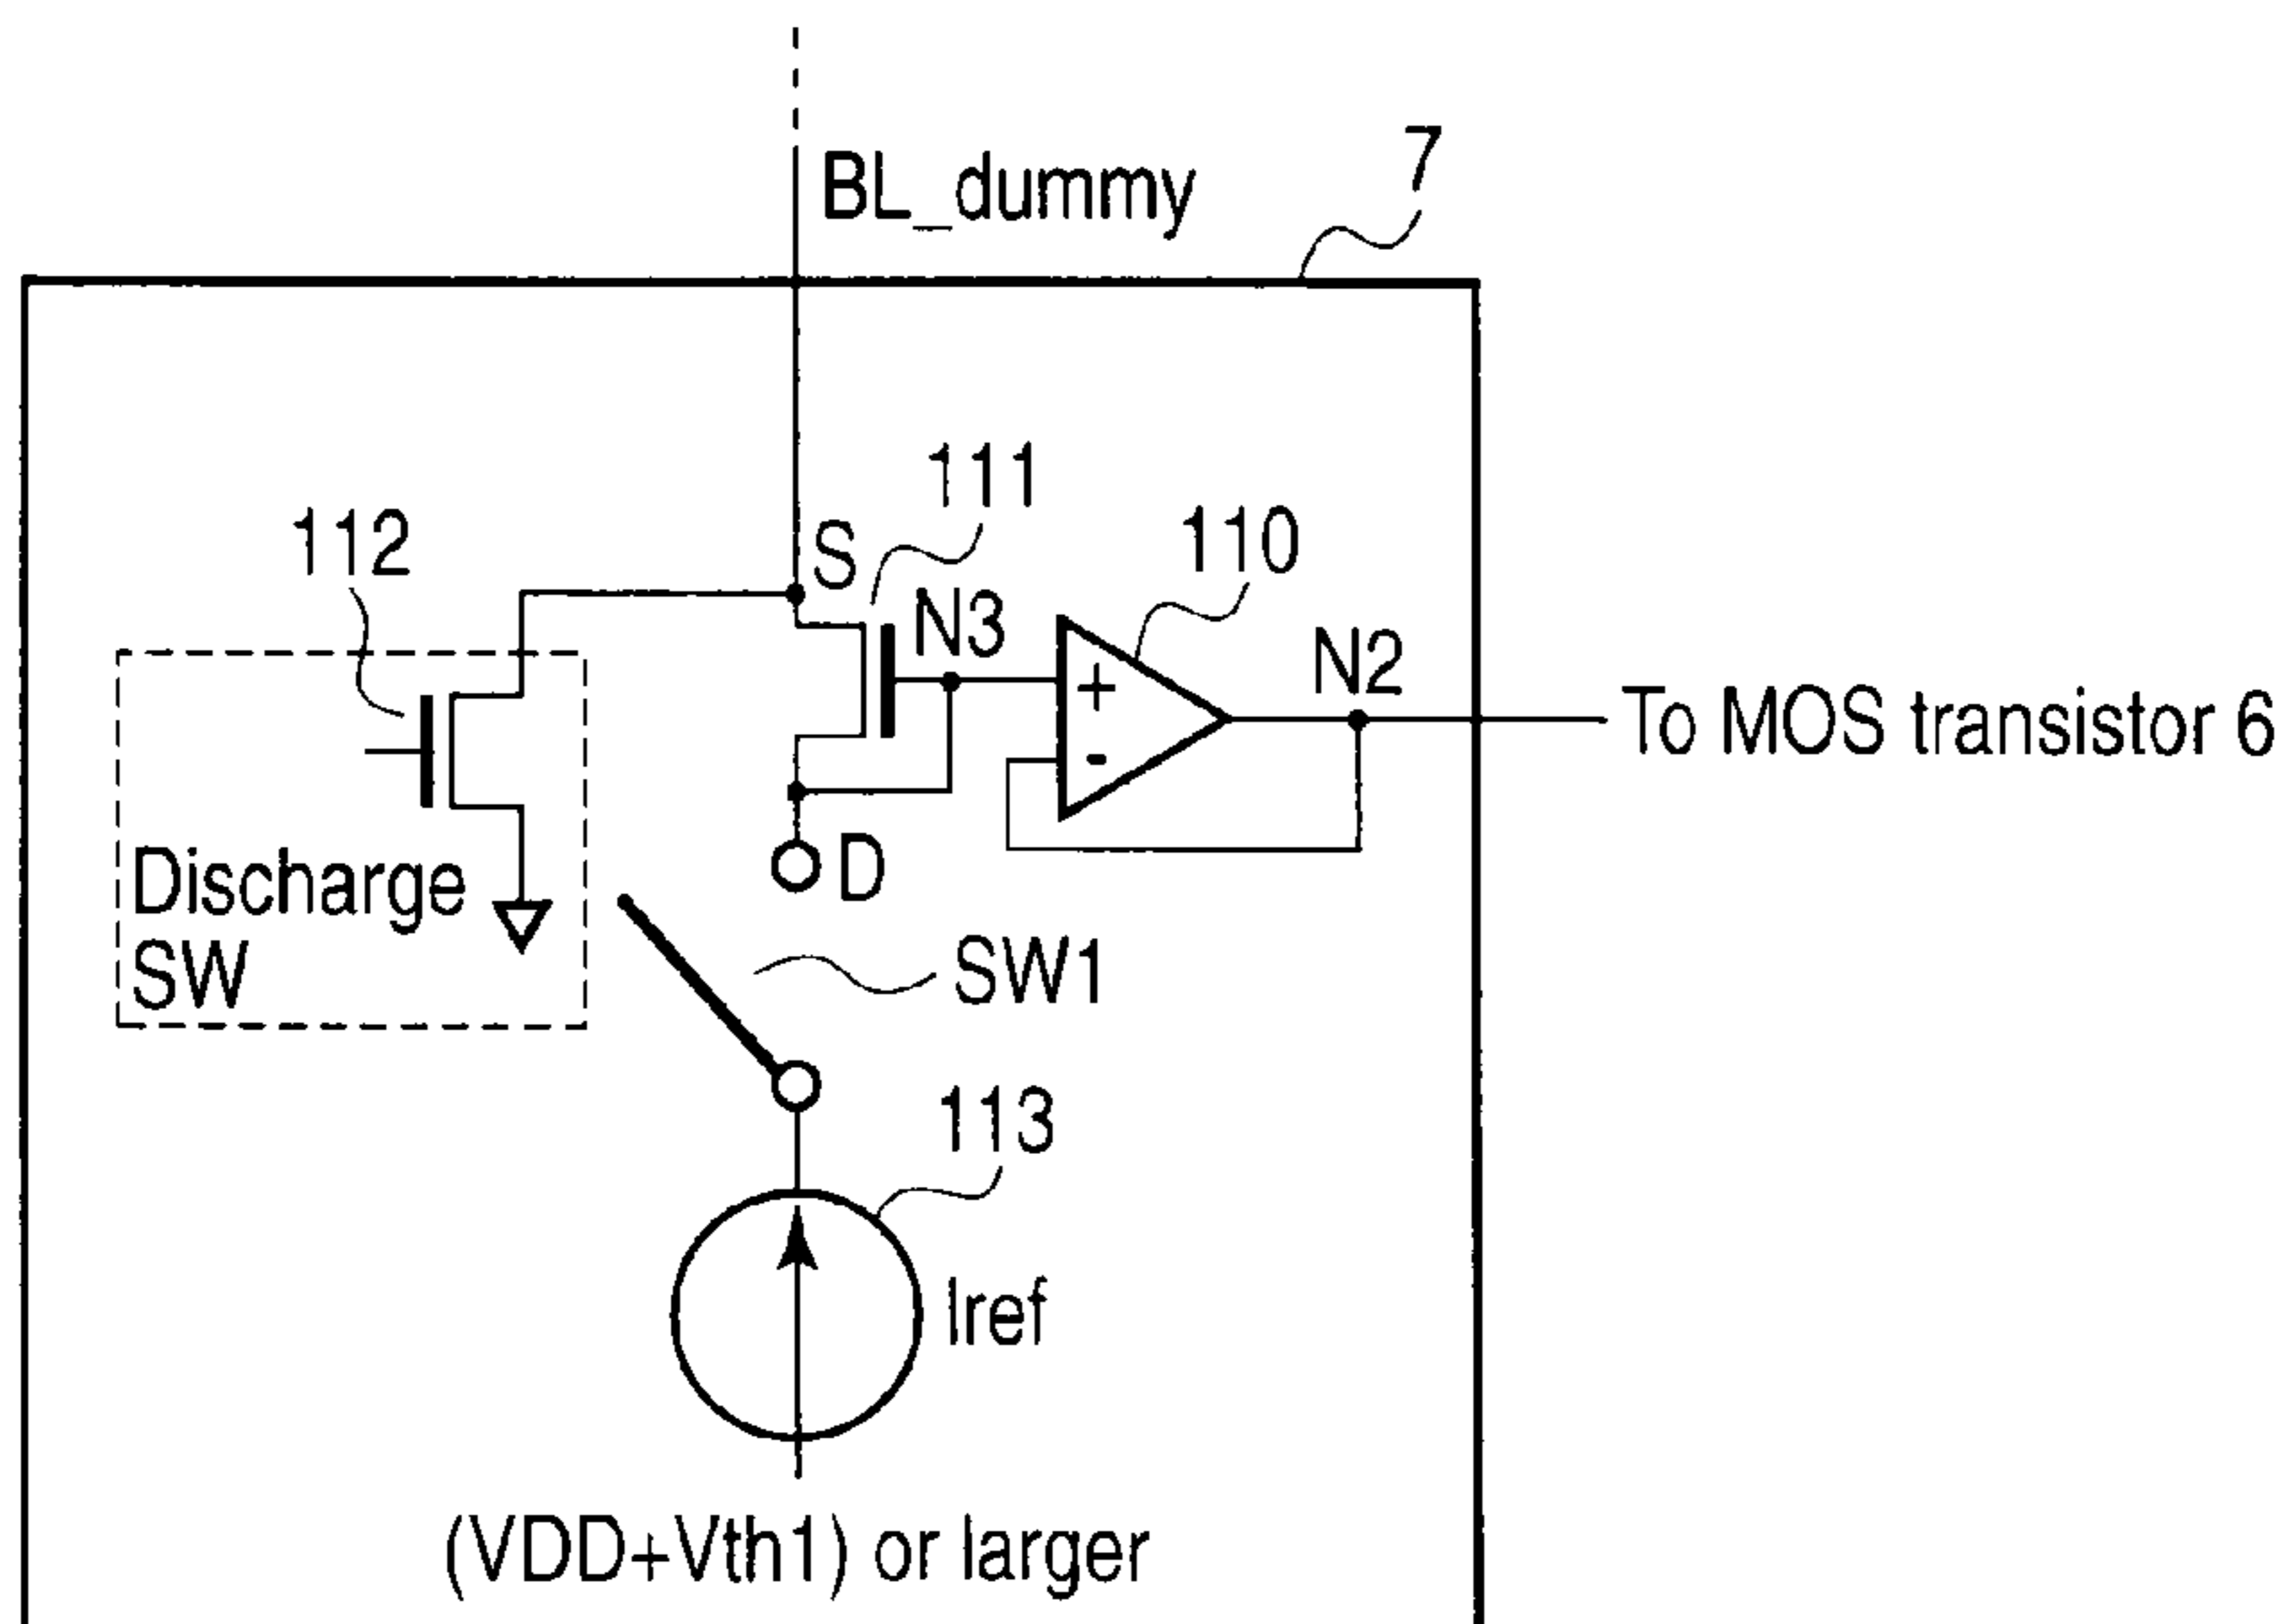 BL_dummy
7
111
112
S
110
N3
N2
+
-
To MOS transistor 6
D
Discharge
SW
SW1
113
Iref
(VDD+Vth1) or larger